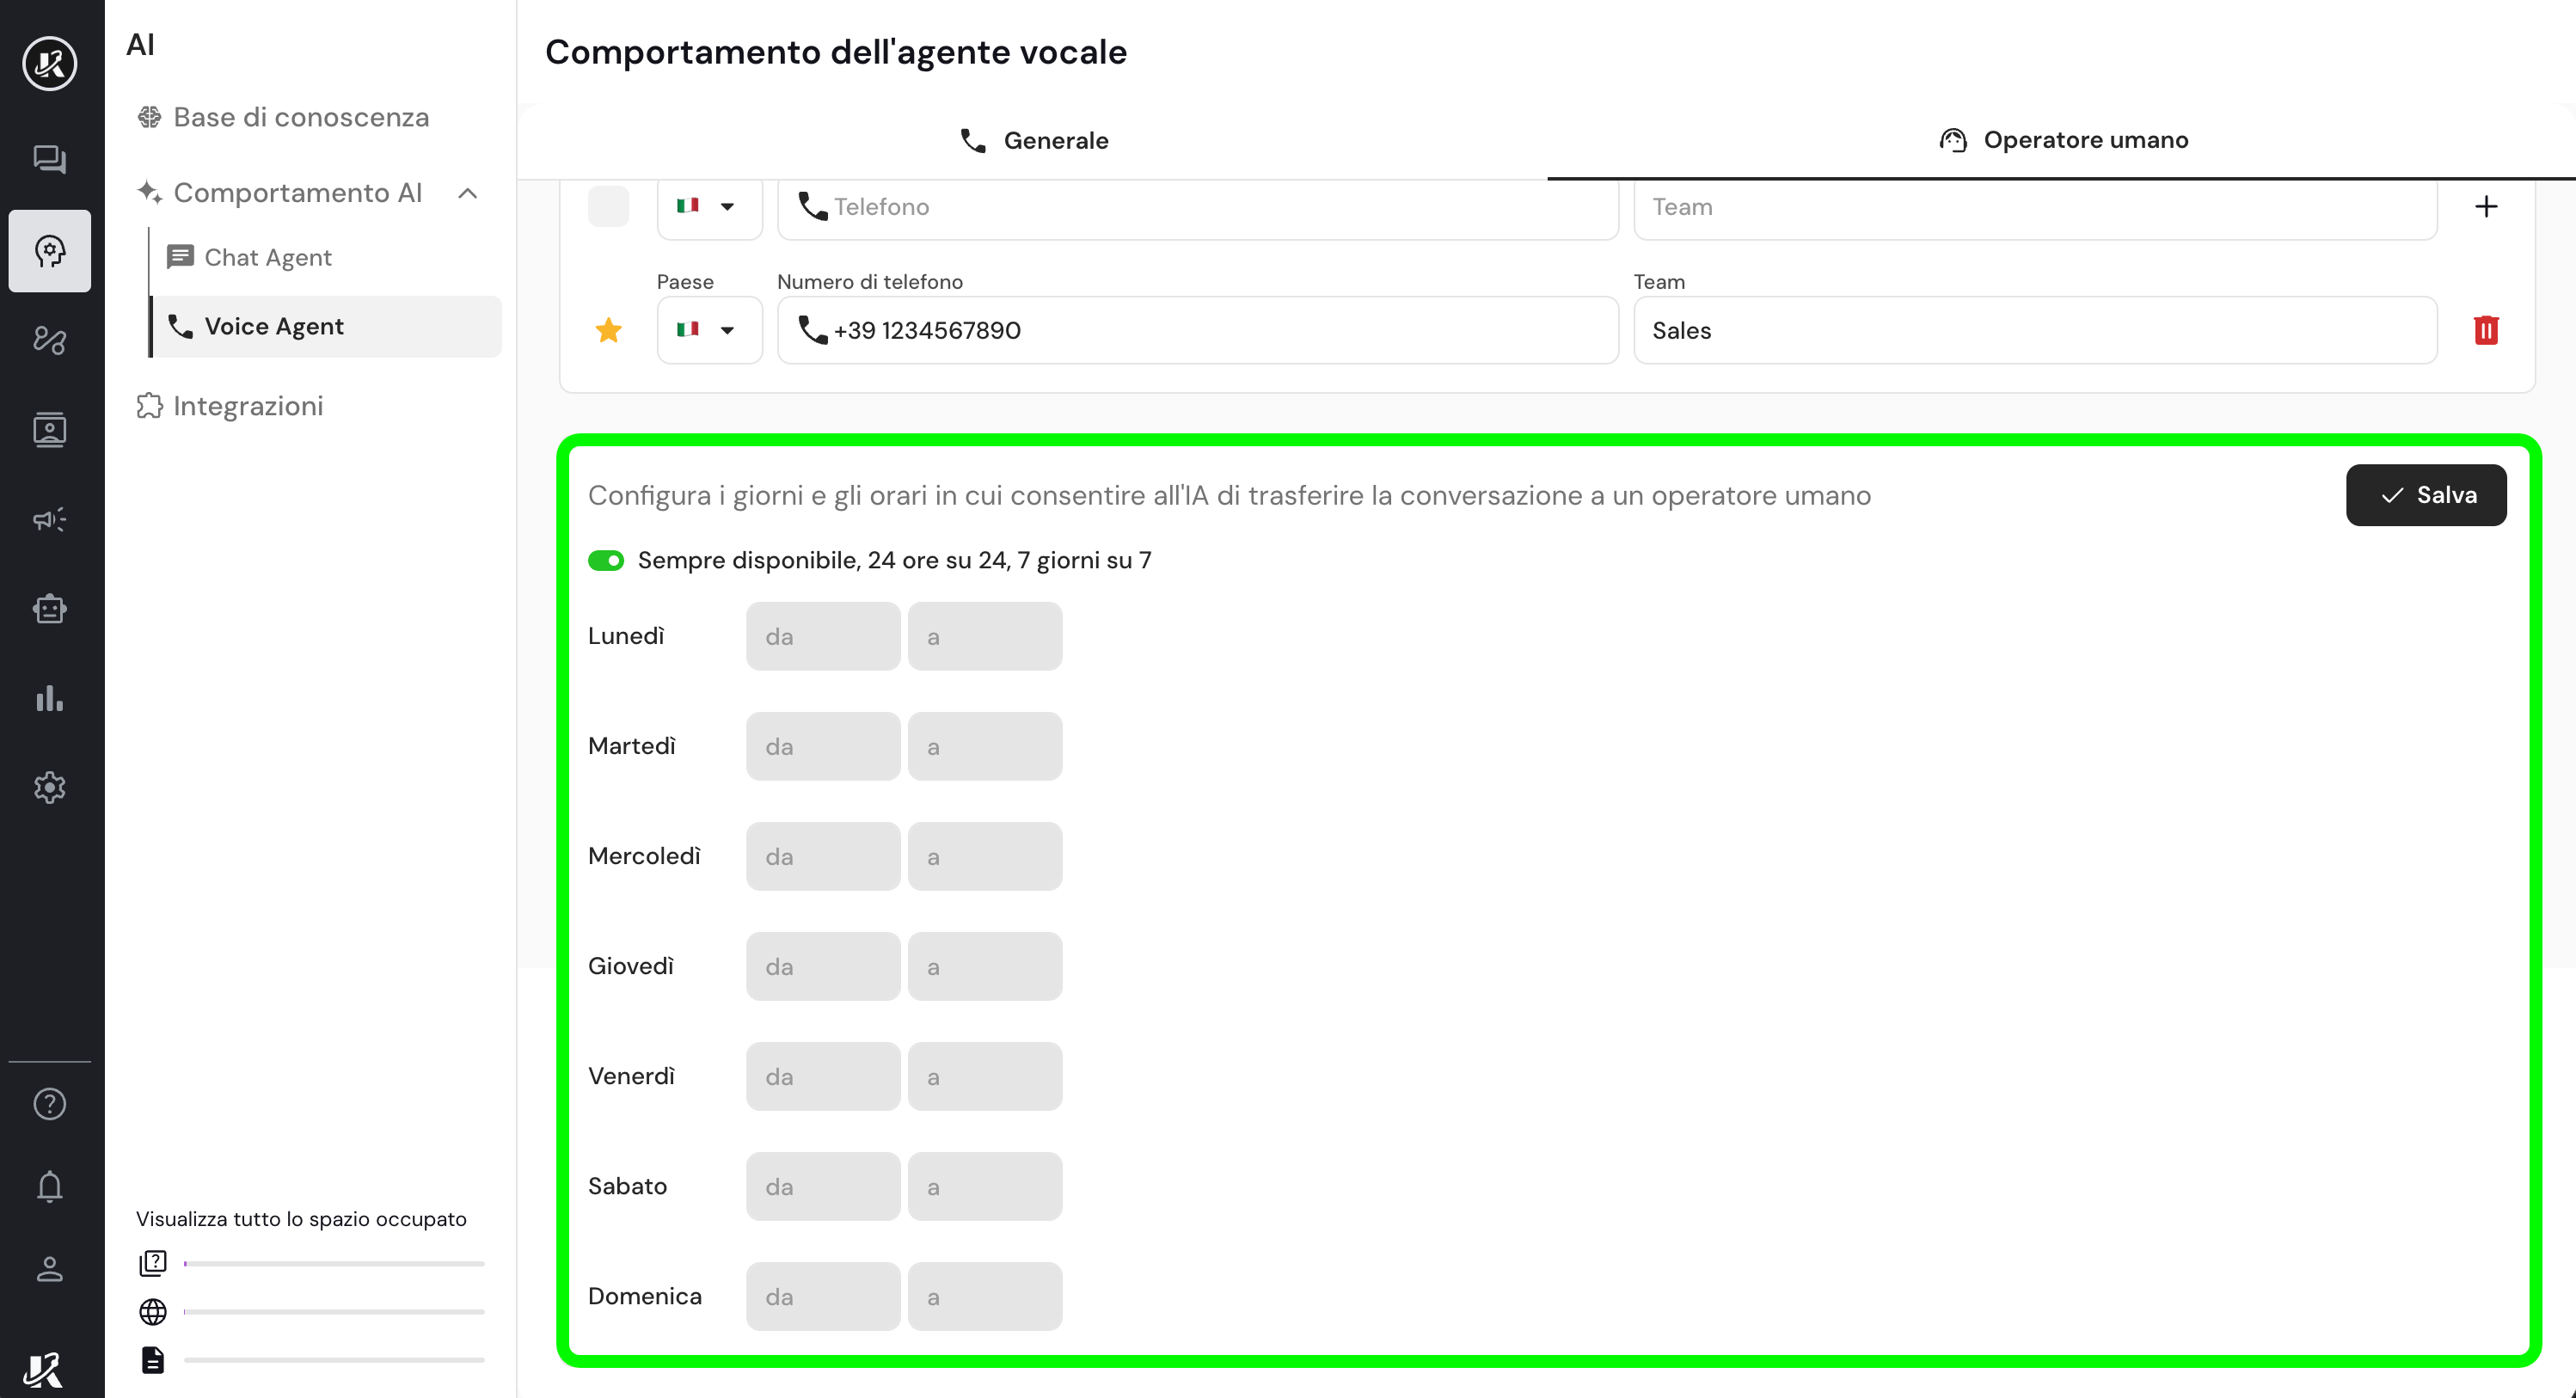 AI
Base di conoscenza
Comportamento AI
Chat Agent
Voice Agent
Integrazioni
Visualizza tutto lo spazio occupato
Comportamento dell'agente vocale
Generale
Operatore umano
Telefono
Team
Paese
Numero di telefono
Team
+39 1234567890
Sales
Configura i giorni e gli orari in cui consentire all'IA di trasferire la conversazione a un operatore umano
Salva
Sempre disponibile, 24 ore su 24, 7 giorni su 7
Lunedì da a
Martedì da a
Mercoledì da a
Giovedì da a
Venerdì da a
Sabato da a
Domenica da a